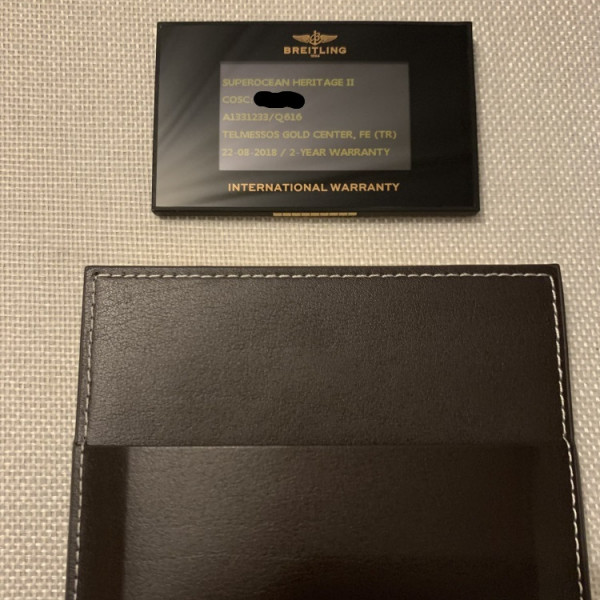 BREITLING
SUPEROCEAN HERITAGE II
COSC
A1331233/Q616
TELMESSOS GOLD CENTER, FE (TR)
22-08-2018 / 2-YEAR WARRANTY
INTERNATIONAL WARRANTY